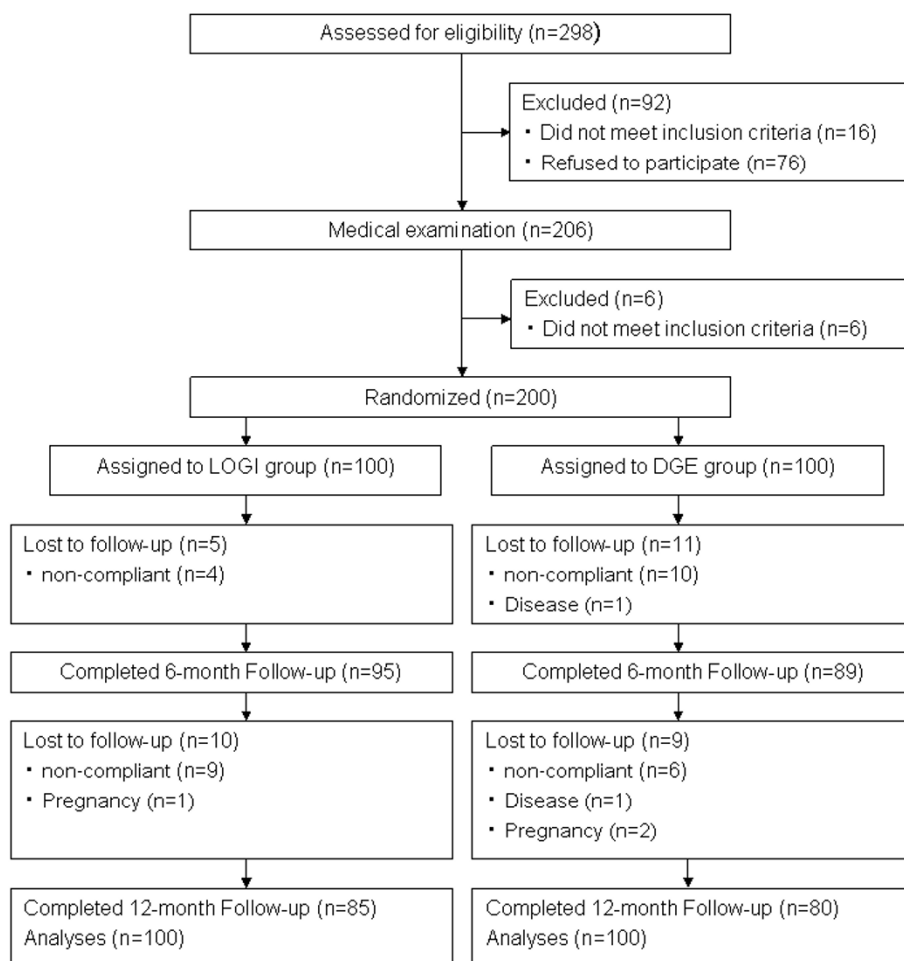 Assessed for eligibility (n=298)
Excluded (n=92)
・ Did not meet inclusion criteria (n=16)
・ Refused to participate (n=76)
Medical examination (n=206)
Excluded (n=6)
・ Did not meet inclusion criteria (n=6)
Randomized (n=200)
Assigned to LOGI group (n=100)
Assigned to DGE group (n=100)
Lost to follow-up (n=5)
・ non-compliant (n=4)
Lost to follow-up (n=11)
・ non-compliant (n=10)
・ Disease (n=1)
Completed 6-month Follow-up (n=95)
Completed 6-month Follow-up (n=89)
Lost to follow-up (n=10)
・ non-compliant (n=9)
・ Pregnancy (n=1)
Lost to follow-up (n=9)
・ non-compliant (n=6)
・ Disease (n=1)
・ Pregnancy (n=2)
Completed 12-month Follow-up (n=85)
Analyses (n=100)
Completed 12-month Follow-up (n=80)
Analyses (n=100)